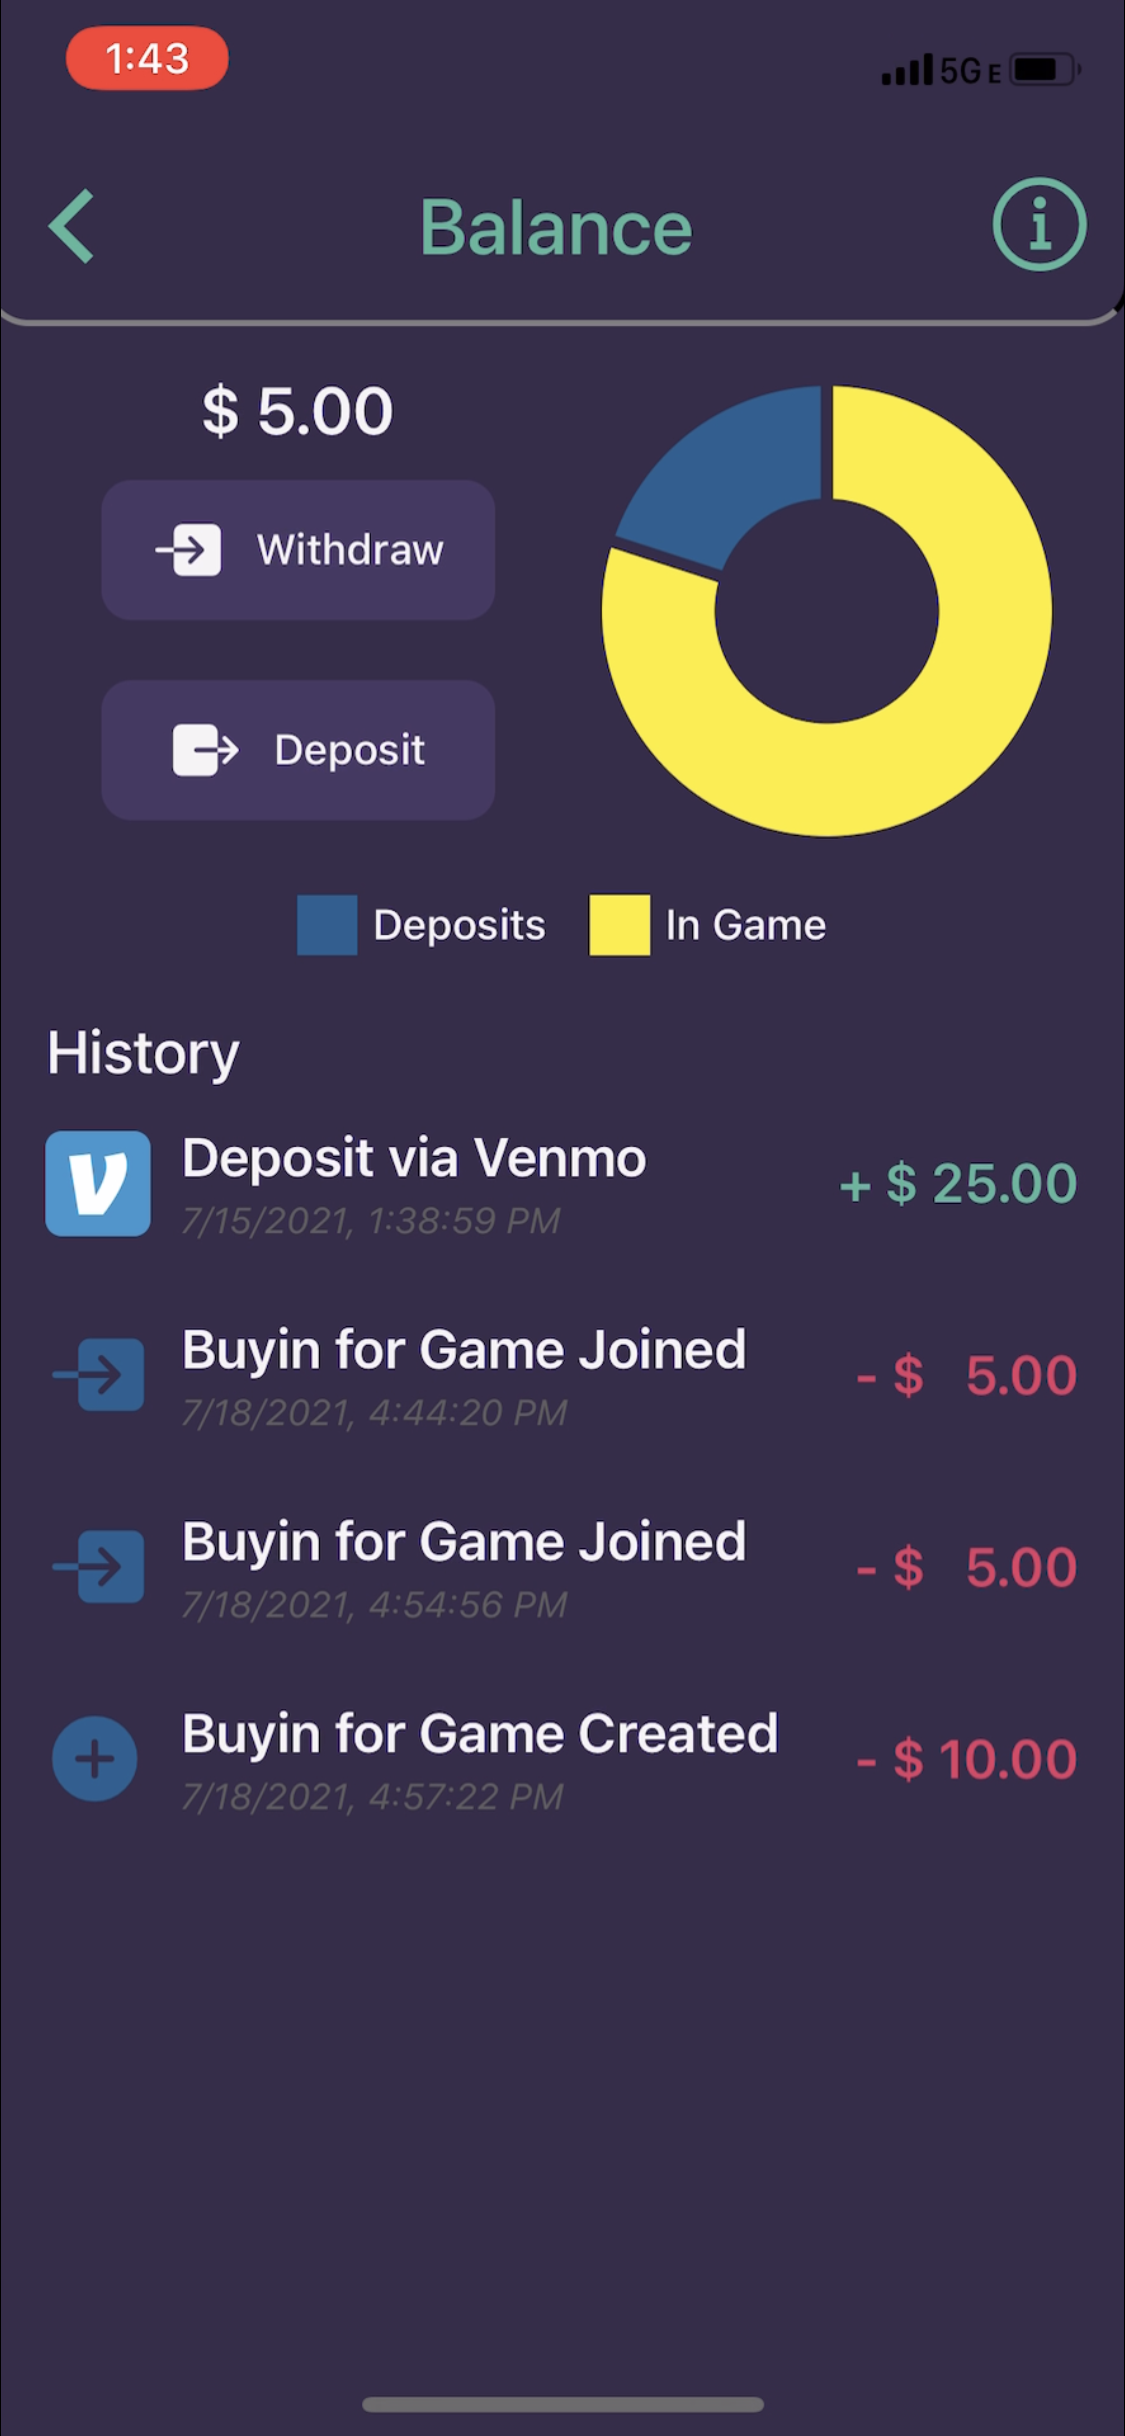 1:43
5G E
Balance
i
$ 5.00
Withdraw
Deposit
Deposits
In Game
History
Deposit via Venmo
+ $ 25.00
7/15/2021, 1:38:59 PM
Buyin for Game Joined
- $ 5.00
7/18/2021, 4:44:20 PM
Buyin for Game Joined
- $ 5.00
7/18/2021, 4:54:56 PM
Buyin for Game Created
- $ 10.00
7/18/2021, 4:57:22 PM